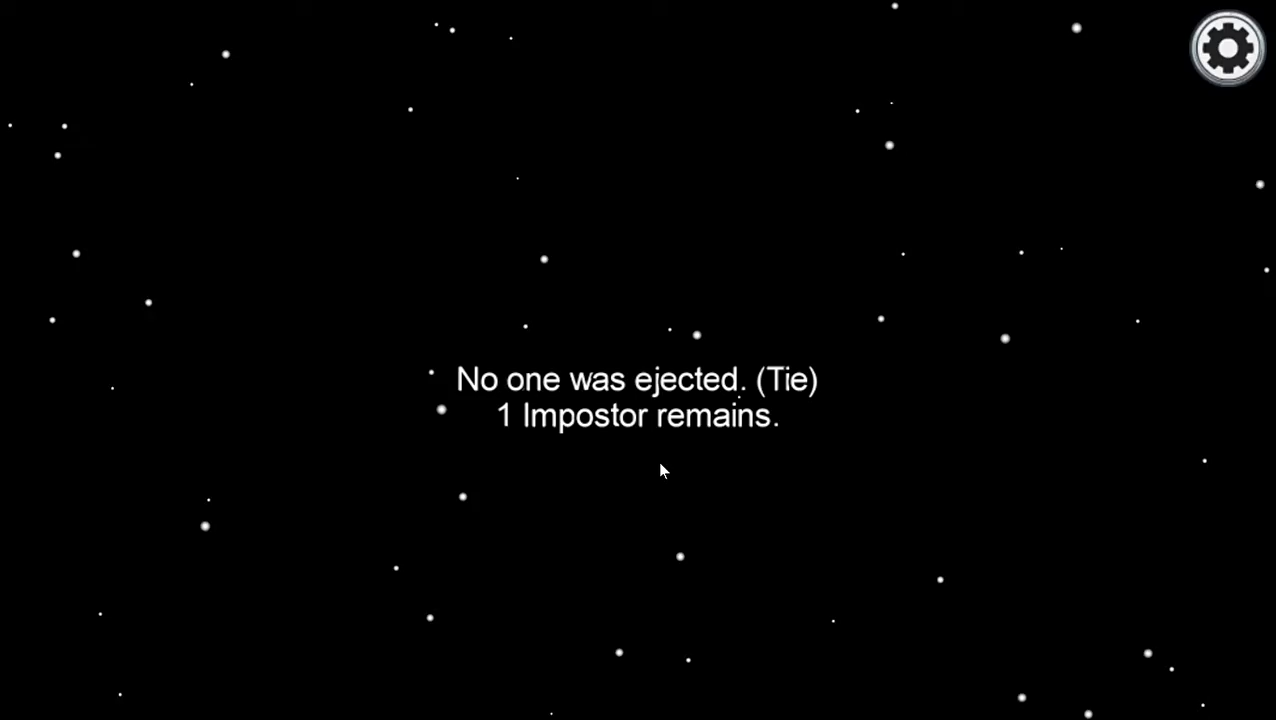 No one was ejected. (Tie)
1 Impostor remains.